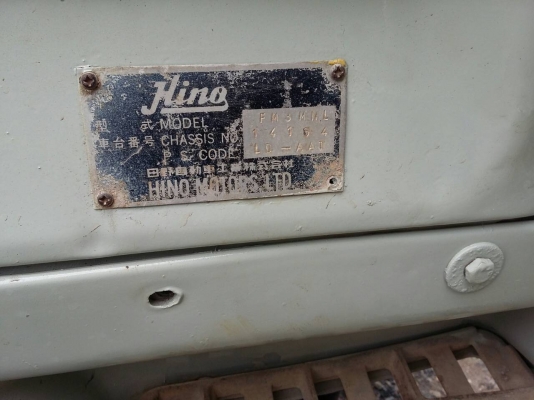 Hino
型 式 MODEL
車台番号 CHASSIS NO. 14164
P. S. CODE
日野自動車工業株式会社
HINO MOTORS, LTD.